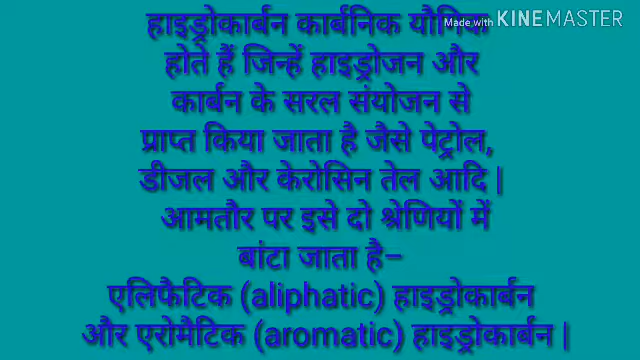 हाइड्रोकार्बन कार्बनिक यौगिक
Made with KINEMASTER
होते हैं जिन्हें हाइड्रोजन और
कार्बन के सरल संयोजन से
प्राप्त किया जाता है जैसे पेट्रोल,
डीजल और केरोसिन तेल आदि |
आमतौर पर इसे दो श्रेणियों में
बांटा जाता है–
एलिफैटिक (aliphatic) हाइड्रोकार्बन
और एरोमैटिक (aromatic) हाइड्रोकार्बन |